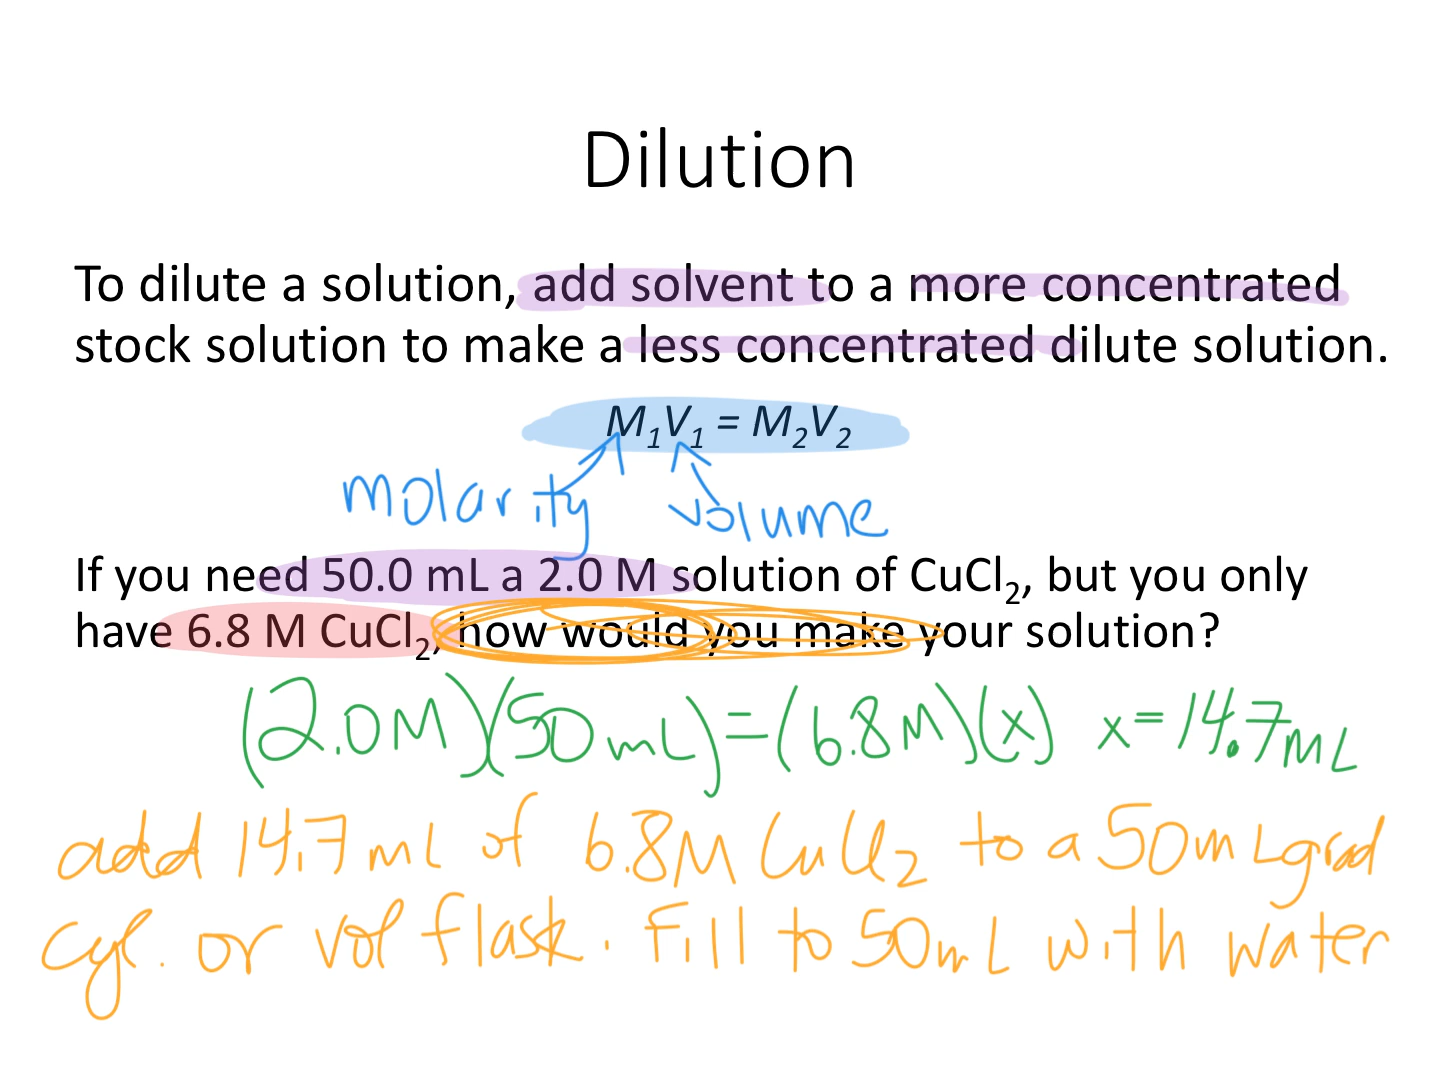 Dilution
To dilute a solution, add solvent to a more concentrated
stock solution to make a less concentrated dilute solution.
M₁V₁ = M₂V₂
molarity volume
If you need 50.0 mL a 2.0 M solution of CuCl₂, but you only
have 6.8 M CuCl₂, how would you make your solution?
(2.0M)(50mL)=(6.8M)(x) x=14.7mL
add 14.7mL of 6.8M CuCl₂ to a 50mL grad
cyl. or vol flask. Fill to 50mL with water